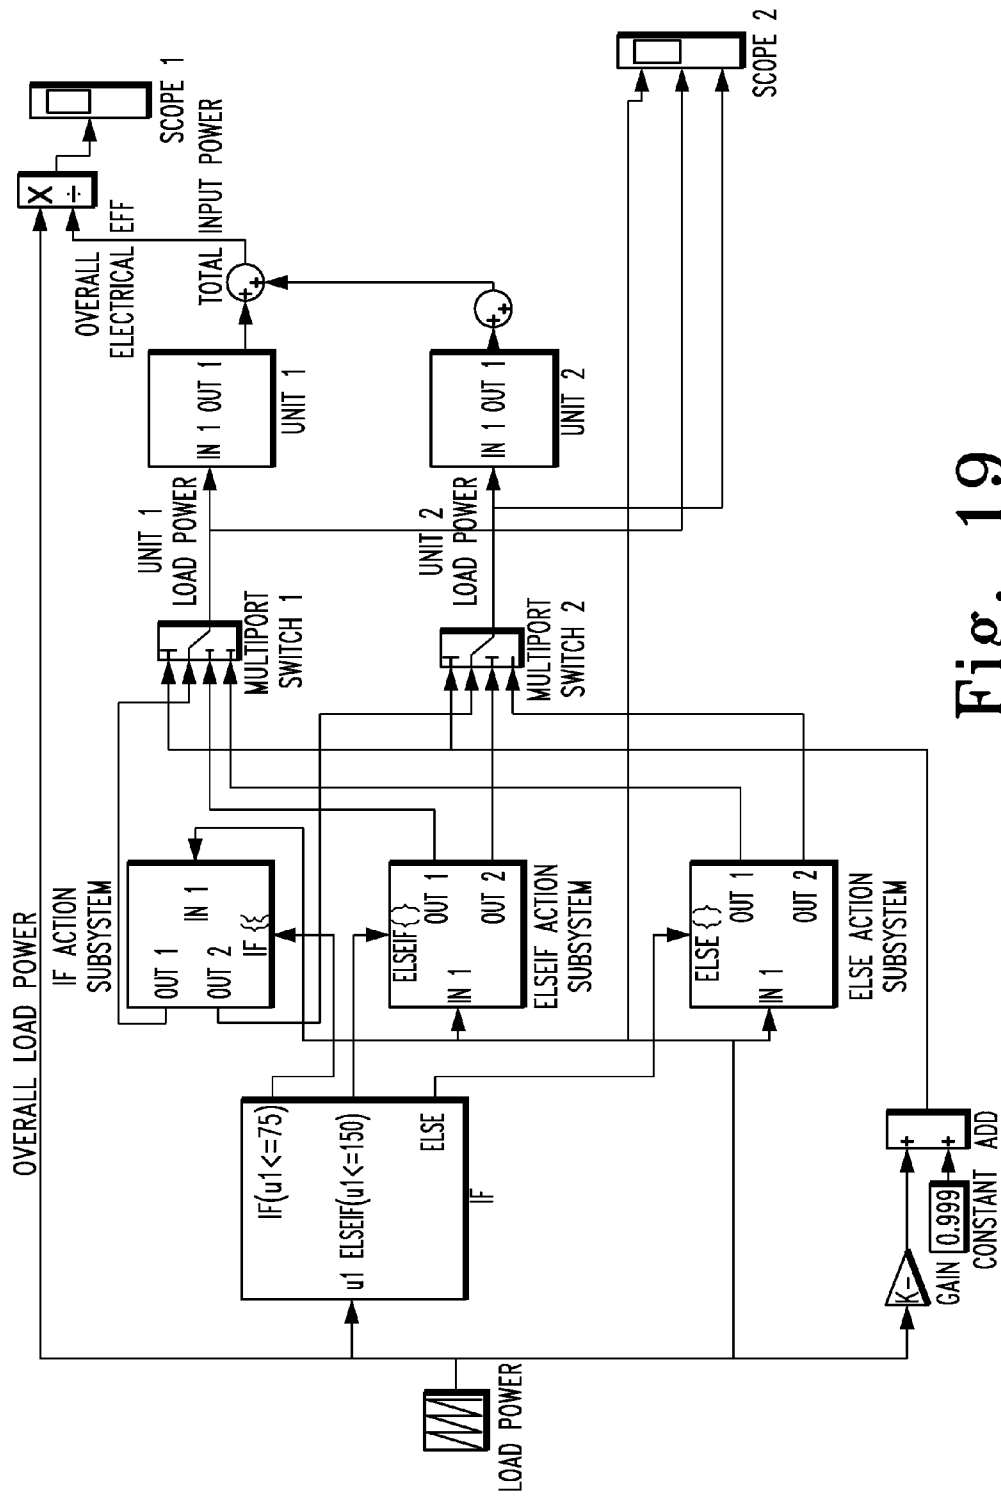 OVERALL LOAD POWER
LOAD POWER
u1
IF(u1<=75)
ELSEIF(u1<=150)
ELSE
IF
K-
GAIN
0.999
CONSTANT
+
+
ADD
IF ACTION
SUBSYSTEM
OUT 1
OUT 2
IN 1
IF {}
ELSEIF{}
IN 1
OUT 1
OUT 2
ELSEIF ACTION
SUBSYSTEM
ELSE{}
IN 1
OUT 1
OUT 2
ELSE ACTION
SUBSYSTEM
MULTIPORT
SWITCH 1
MULTIPORT
SWITCH 2
UNIT 1
LOAD POWER
UNIT 2
LOAD POWER
IN 1 OUT 1
UNIT 1
IN 1 OUT 1
UNIT 2
+
+
+
+
TOTAL INPUT POWER
OVERALL
ELECTRICAL EFF
X
÷
SCOPE 1
SCOPE 2
Fig. 19